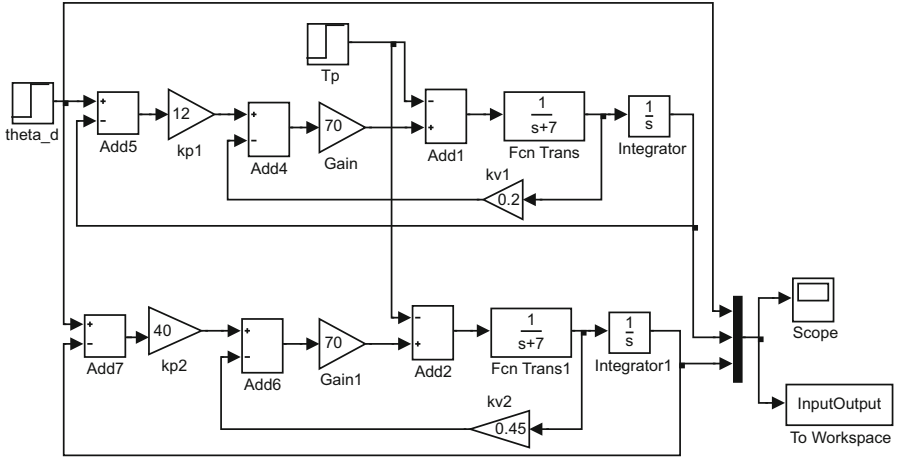 Tp
theta_d
+
−
Add5
12
kp1
+
−
Add4
70
Gain
−
+
Add1
1
s+7
Fcn Trans
1
s
Integrator
kv1
0.2
+
−
Add7
40
kp2
+
−
Add6
70
Gain1
−
+
Add2
1
s+7
Fcn Trans1
1
s
Integrator1
kv2
0.45
Scope
InputOutput
To Workspace